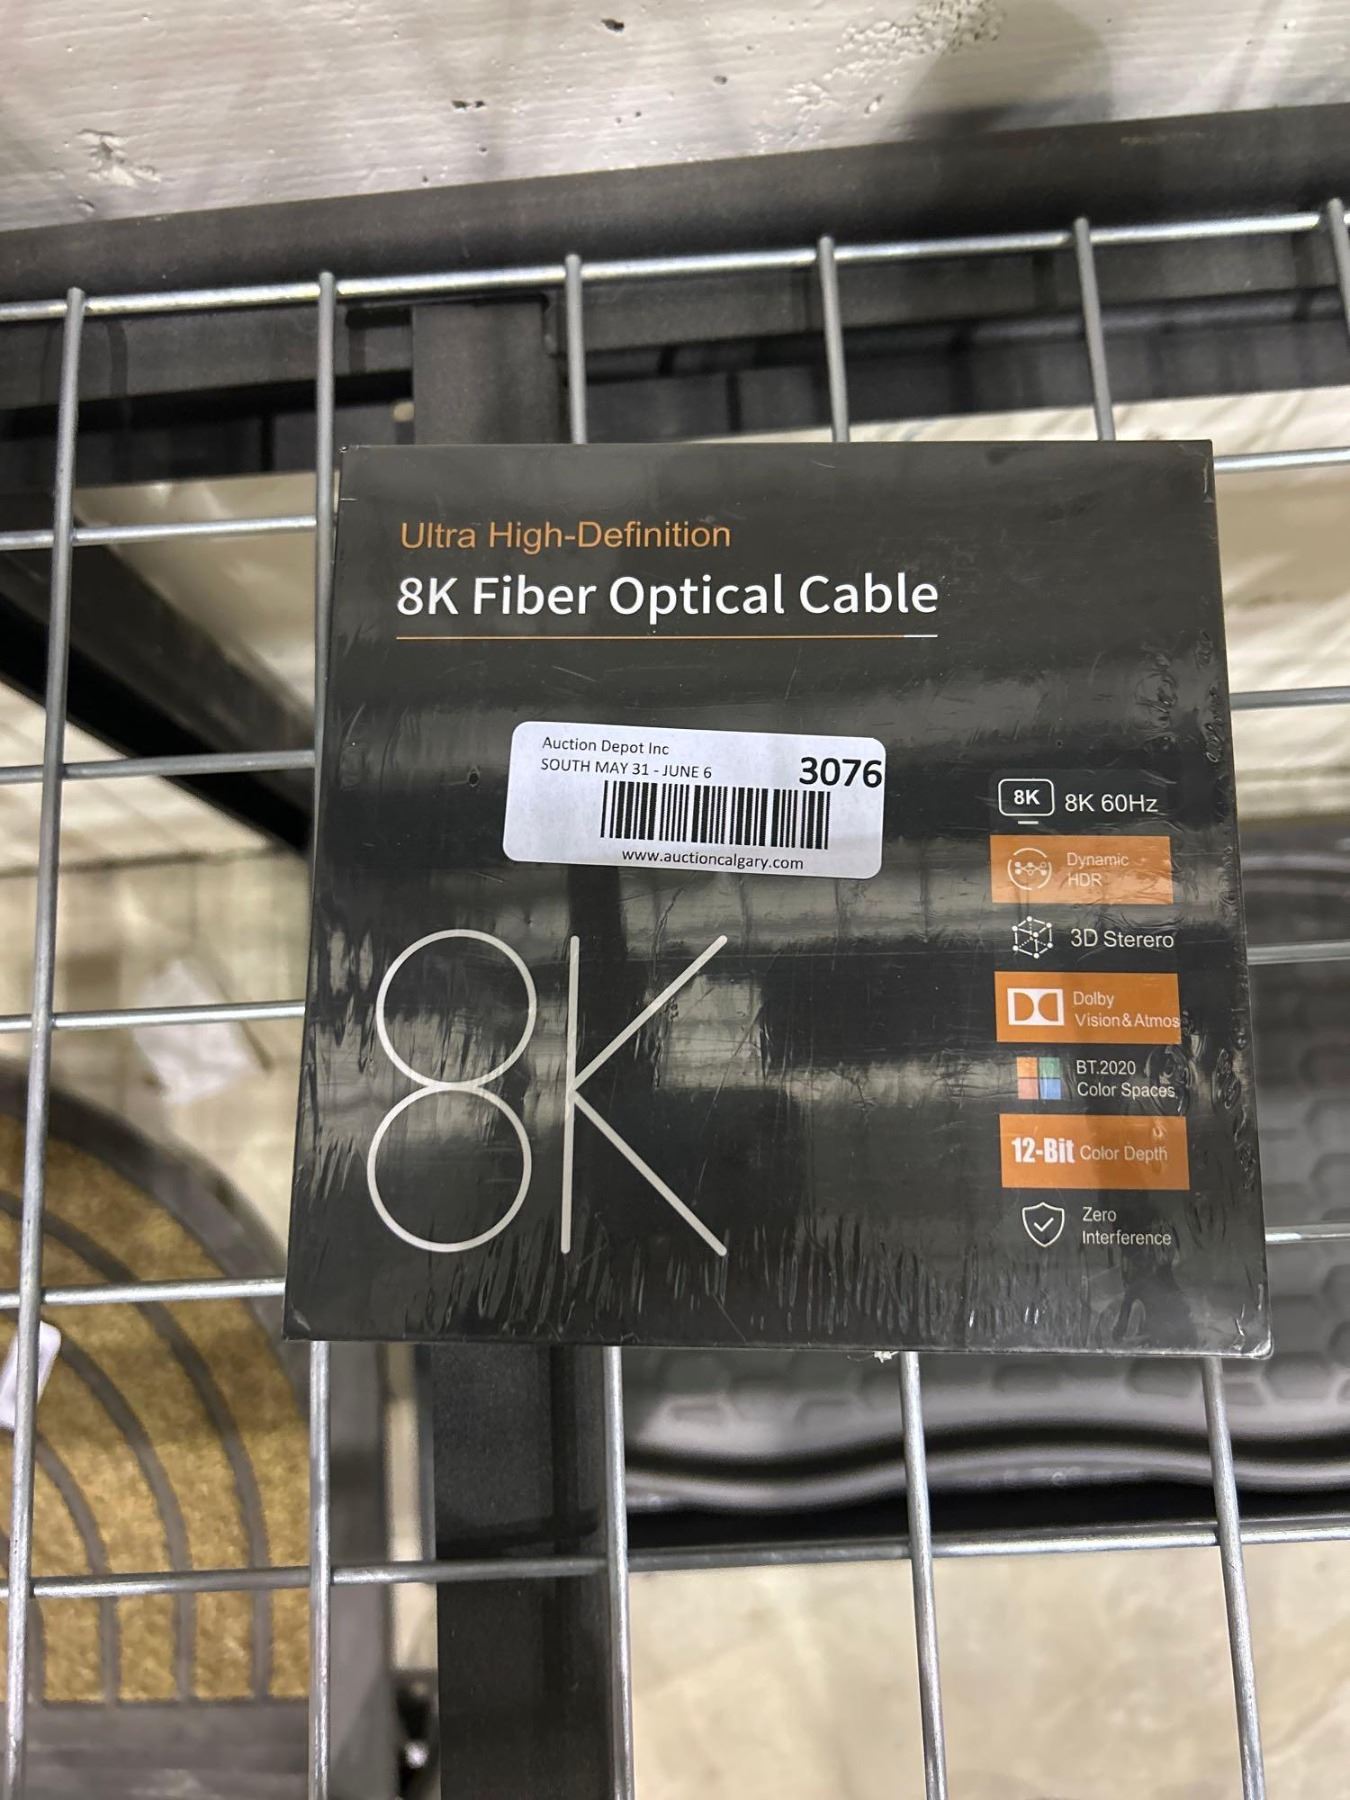 Ultra High-Definition
8K Fiber Optical Cable
Auction Depot Inc
SOUTH MAY 31 - JUNE 6
3076
www.auctioncalgary.com
8K
8K 8K 60Hz
Dynamic
HDR
3D Sterero
Dolby
Vision&Atmos
BT.2020
Color Spaces
12-Bit Color Depth
Zero
Interference